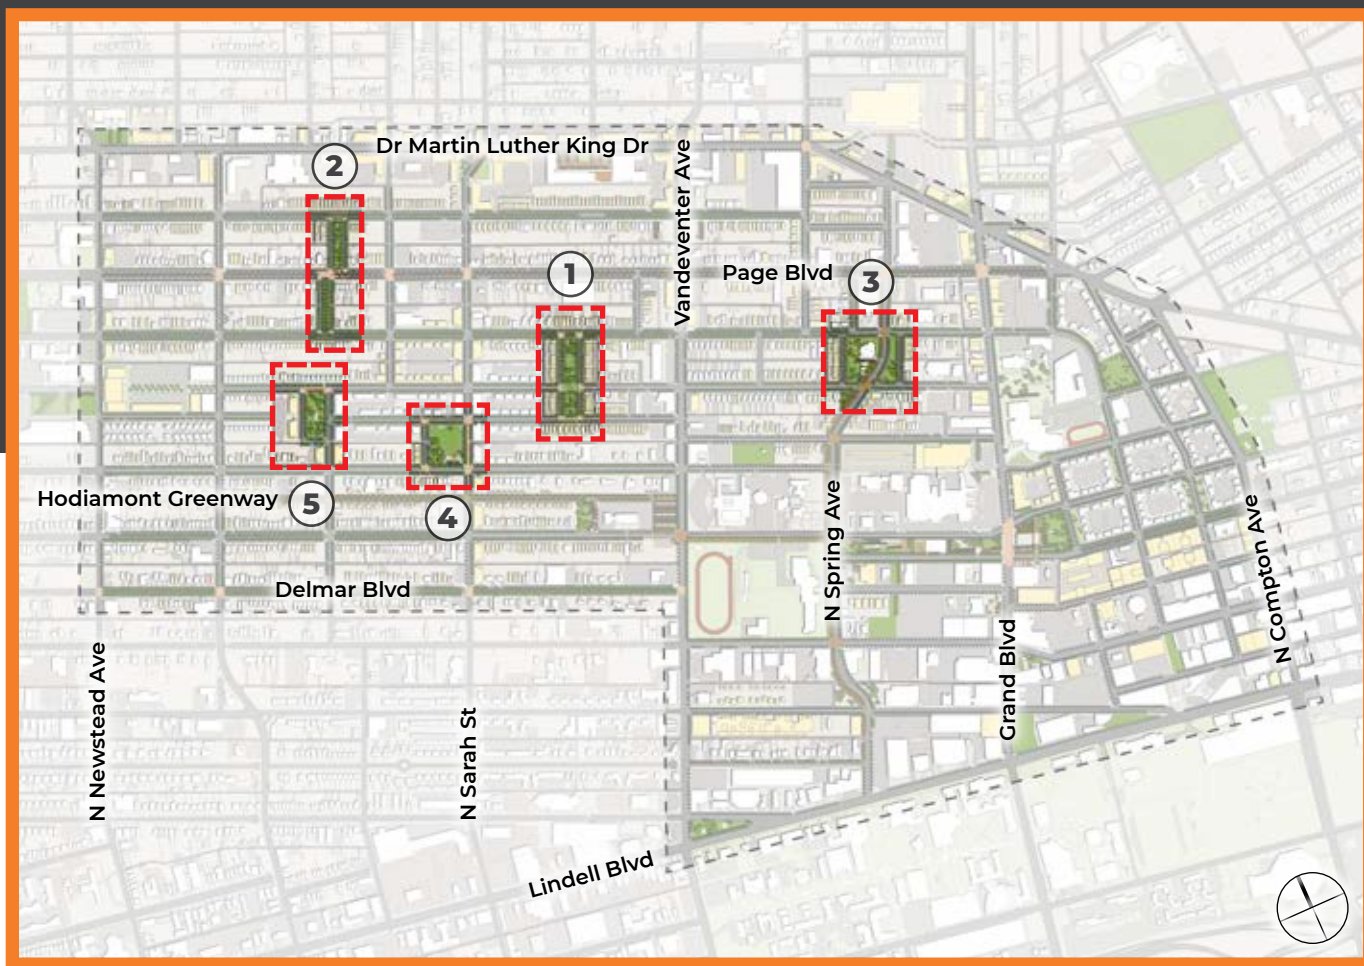 Dr Martin Luther King Dr
2
Vandeventer Ave
1
Page Blvd
3
Hodiamont Greenway
5
4
N Spring Ave
N Compton Ave
Delmar Blvd
Grand Blvd
N Newstead Ave
N Sarah St
Lindell Blvd